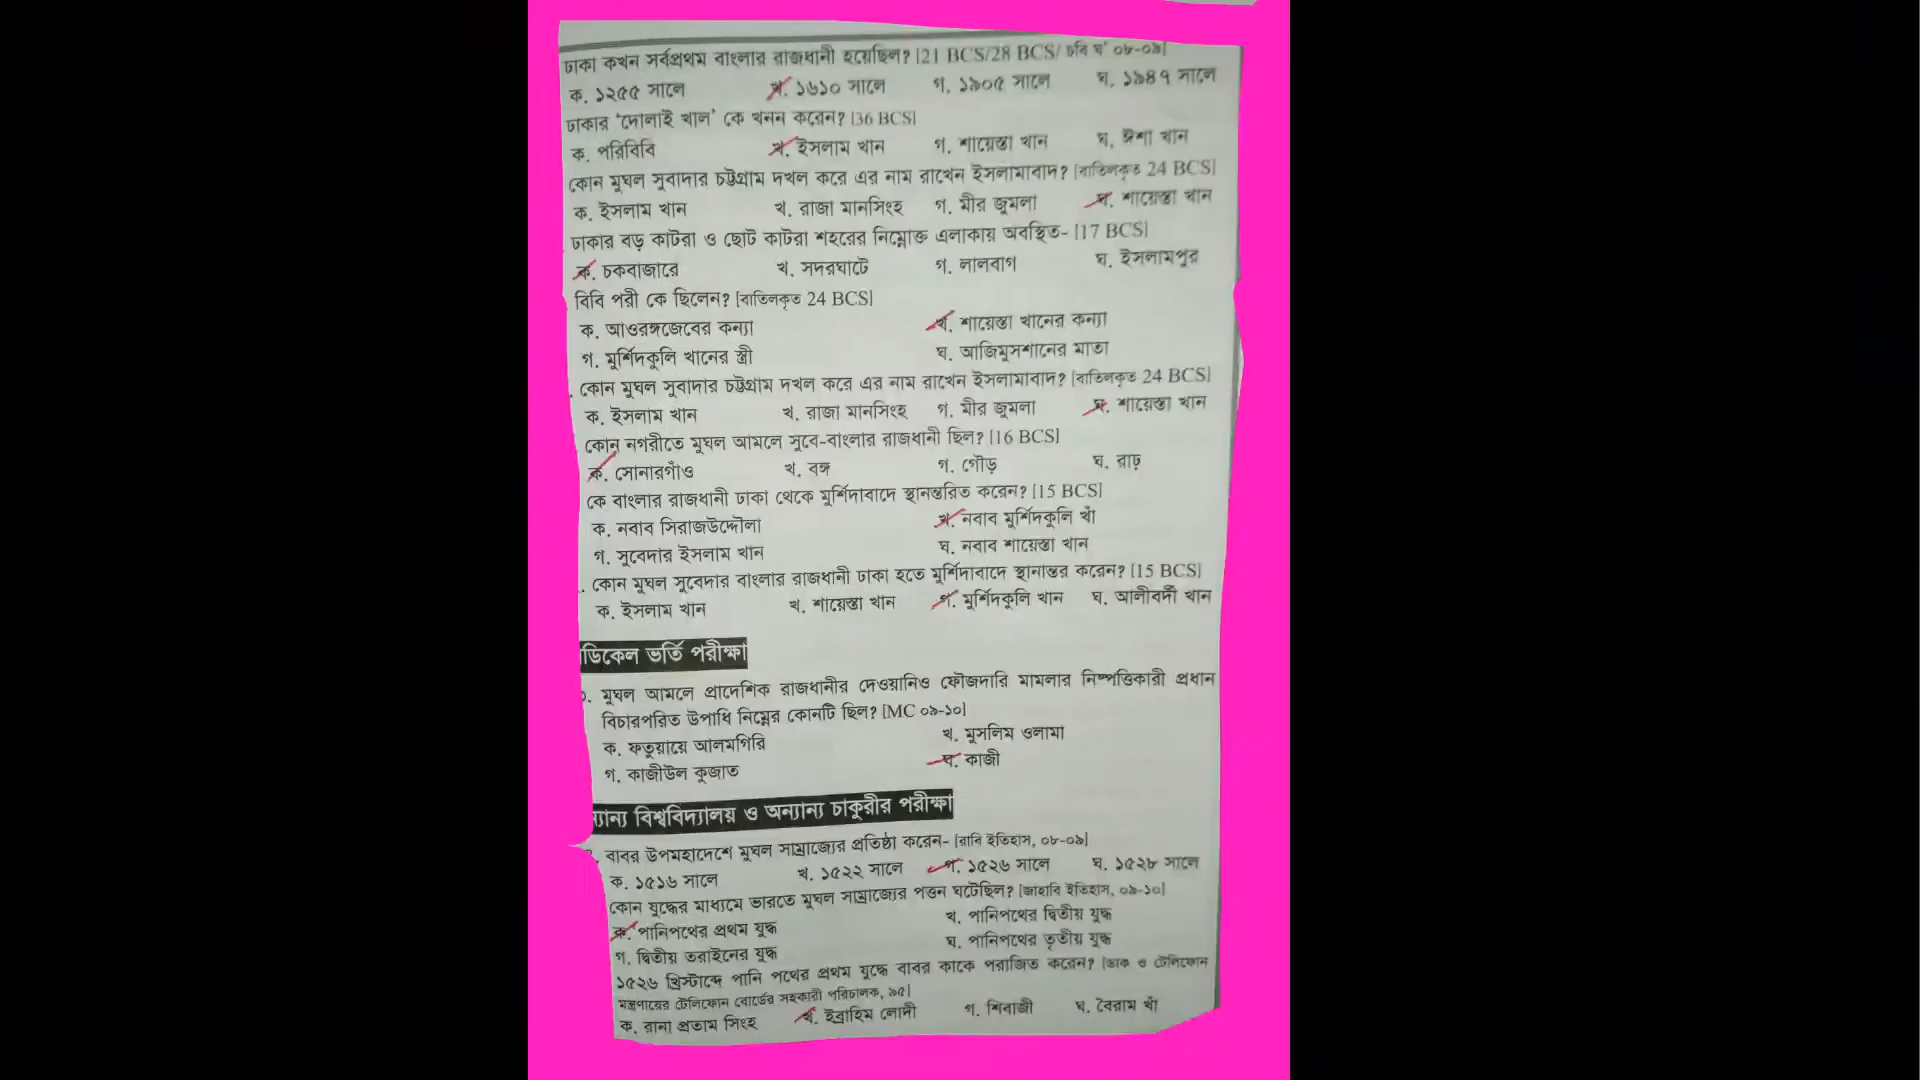 ঢাকা কখন সর্বপ্রথম বাংলার রাজধানী হয়েছিল? [21 BCS/28 BCS/ চবি ঘ' ০৮-০৯]
ক. ১২৫৫ সালে খ. ১৬১০ সালে গ. ১৯০৫ সালে ঘ. ১৯৪৭ সালে
ঢাকার 'দোলাই খাল' কে খনন করেন? [36 BCS]
ক. পরিবিবি খ. ইসলাম খান গ. শায়েস্তা খান ঘ. ঈশা খান
কোন মুঘল সুবাদার চট্টগ্রাম দখল করে এর নাম রাখেন ইসলামাবাদ? [বাতিলকৃত 24 BCS]
ক. ইসলাম খান খ. রাজা মানসিংহ গ. মীর জুমলা ঘ. শায়েস্তা খান
ঢাকার বড় কাটরা ও ছোট কাটরা শহরের নিম্নোক্ত এলাকায় অবস্থিত- [17 BCS]
ক. চকবাজারে খ. সদরঘাটে গ. লালবাগ ঘ. ইসলামপুর
বিবি পরী কে ছিলেন? [বাতিলকৃত 24 BCS]
ক. আওরঙ্গজেবের কন্যা খ. শায়েস্তা খানের কন্যা
গ. মুর্শিদকুলি খানের স্ত্রী ঘ. আজিমুসশানের মাতা
. কোন মুঘল সুবাদার চট্টগ্রাম দখল করে এর নাম রাখেন ইসলামাবাদ? [বাতিলকৃত 24 BCS]
ক. ইসলাম খান খ. রাজা মানসিংহ গ. মীর জুমলা ঘ. শায়েস্তা খান
কোন নগরীতে মুঘল আমলে সুবে-বাংলার রাজধানী ছিল? [16 BCS]
ক. সোনারগাঁও খ. বঙ্গ গ. গৌড় ঘ. রাঢ়
কে বাংলার রাজধানী ঢাকা থেকে মুর্শিদাবাদে স্থানন্তরিত করেন? [15 BCS]
ক. নবাব সিরাজউদ্দৌলা খ. নবাব মুর্শিদকুলি খাঁ
গ. সুবেদার ইসলাম খান ঘ. নবাব শায়েস্তা খান
. কোন মুঘল সুবেদার বাংলার রাজধানী ঢাকা হতে মুর্শিদাবাদে স্থানান্তর করেন? [15 BCS]
ক. ইসলাম খান খ. শায়েস্তা খান গ. মুর্শিদকুলি খান ঘ. আলীবর্দী খান
ডিকেল ভর্তি পরীক্ষা
মুঘল আমলে প্রাদেশিক রাজধানীর দেওয়ানিও ফৌজদারি মামলার নিষ্পত্তিকারী প্রধান
বিচারপরিত উপাধি নিম্নের কোনটি ছিল? [MC ০৯-১০]
ক. ফতুয়ায়ে আলমগিরি খ. মুসলিম ওলামা
গ. কাজীউল কুজাত ঘ. কাজী
ন্যান্য বিশ্ববিদ্যালয় ও অন্যান্য চাকুরীর পরীক্ষা
. বাবর উপমহাদেশে মুঘল সাম্রাজ্যের প্রতিষ্ঠা করেন- [রাবি ইতিহাস, ০৮-০৯]
ক. ১৫১৬ সালে খ. ১৫২২ সালে গ. ১৫২৬ সালে ঘ. ১৫২৮ সালে
কোন যুদ্ধের মাধ্যমে ভারতে মুঘল সাম্রাজ্যের পত্তন ঘটেছিল? [জাহাবি ইতিহাস, ০৯-১০]
ক. পানিপথের প্রথম যুদ্ধ খ. পানিপথের দ্বিতীয় যুদ্ধ
গ. দ্বিতীয় তরাইনের যুদ্ধ ঘ. পানিপথের তৃতীয় যুদ্ধ
১৫২৬ খ্রিস্টাব্দে পানি পথের প্রথম যুদ্ধে বাবর কাকে পরাজিত করেন? [ডাক ও টেলিফোন
মন্ত্রণায়ের টেলিফোন বোর্ডের সহকারী পরিচালক, ৯৫]
ক. রানা প্রতাম সিংহ খ. ইব্রাহিম লোদী গ. শিবাজী ঘ. বৈরাম খাঁ